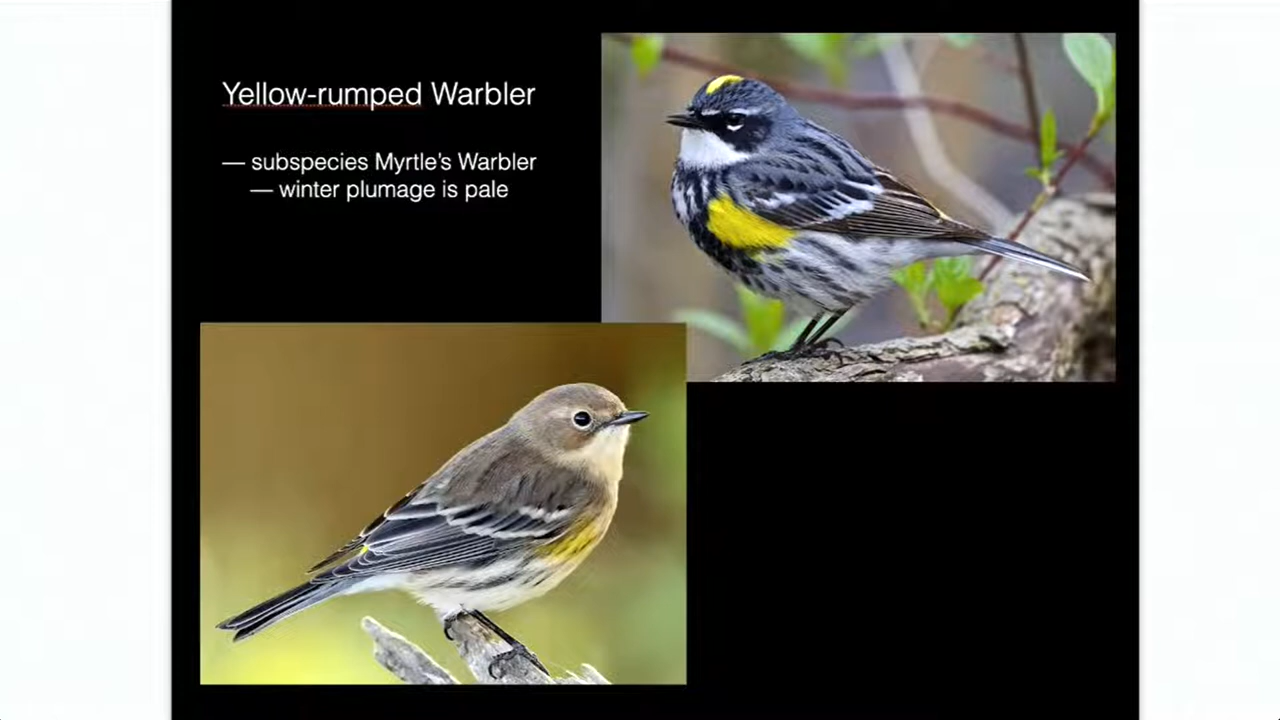 Yellow-rumped Warbler
— subspecies Myrtle's Warbler
— winter plumage is pale